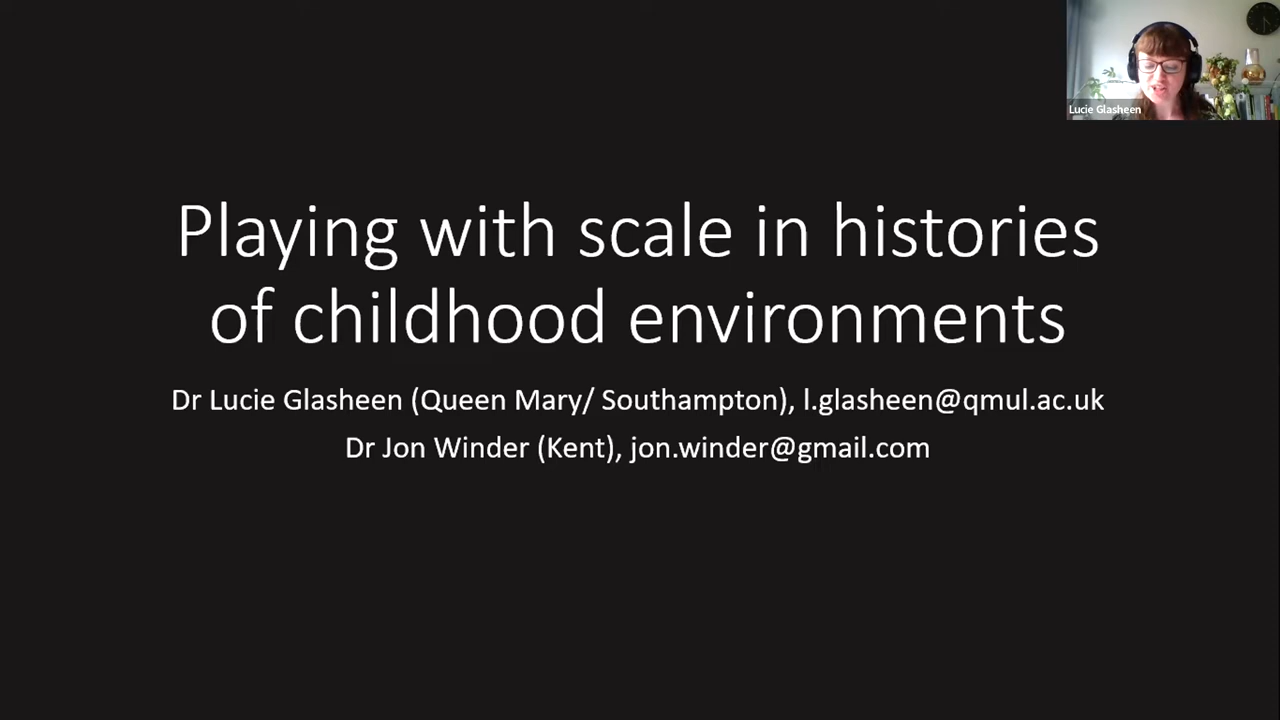 Lucie Glasheen
Playing with scale in histories
of childhood environments
Dr Lucie Glasheen (Queen Mary/ Southampton), l.glasheen@qmul.ac.uk
Dr Jon Winder (Kent), jon.winder@gmail.com